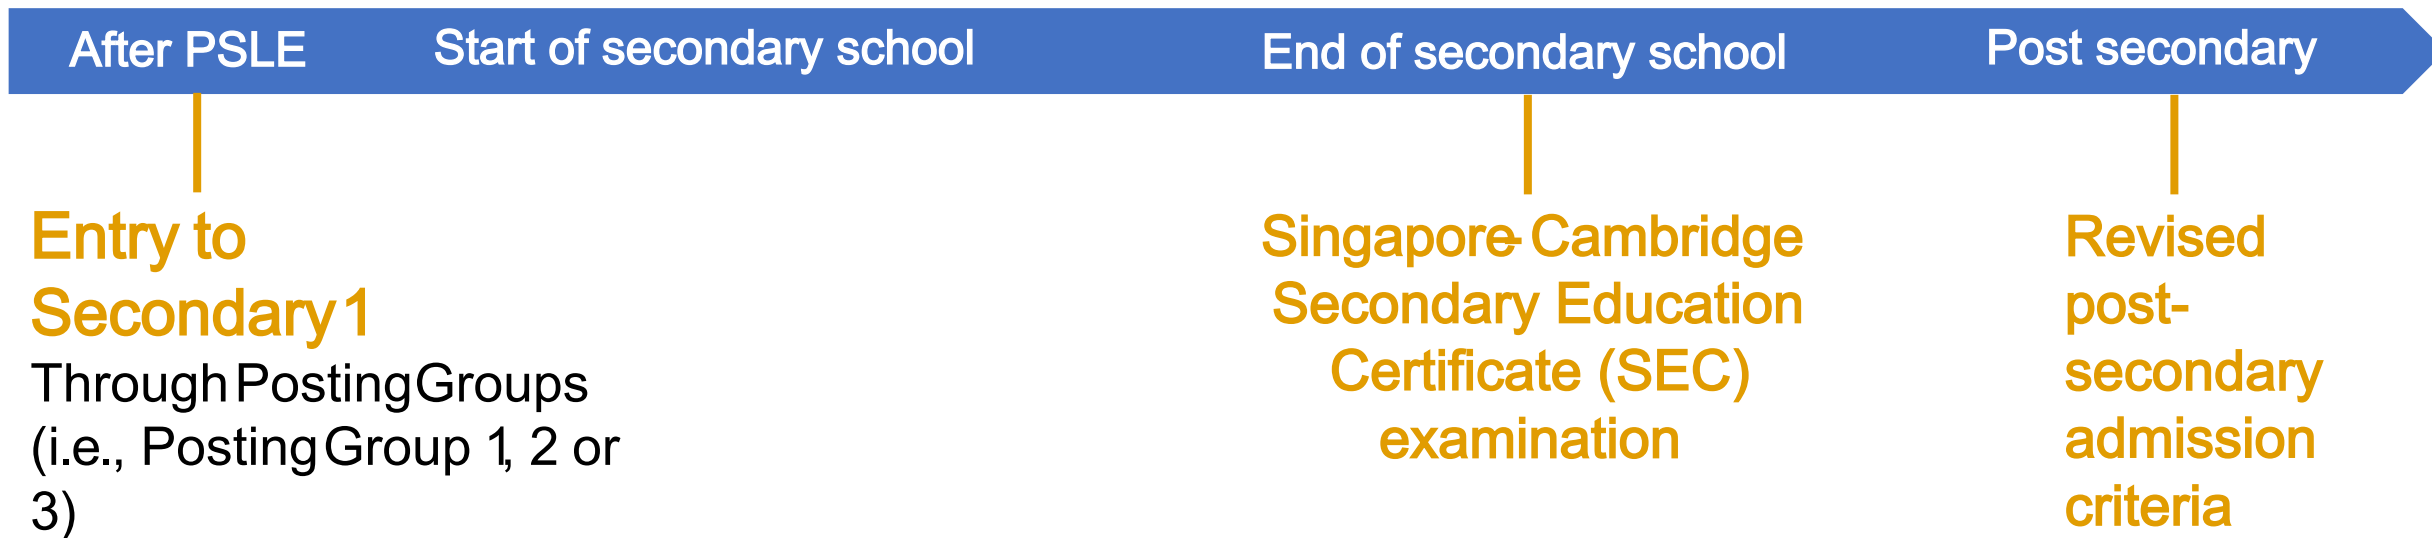 After PSLE
Start of secondary school
End of secondary school
Post secondary
Entry to
Secondary 1
Through Posting Groups
(i.e., Posting Group 1, 2 or
3)
Singapore-Cambridge
Secondary Education
Certificate (SEC)
examination
Revised
post-
secondary
admission
criteria